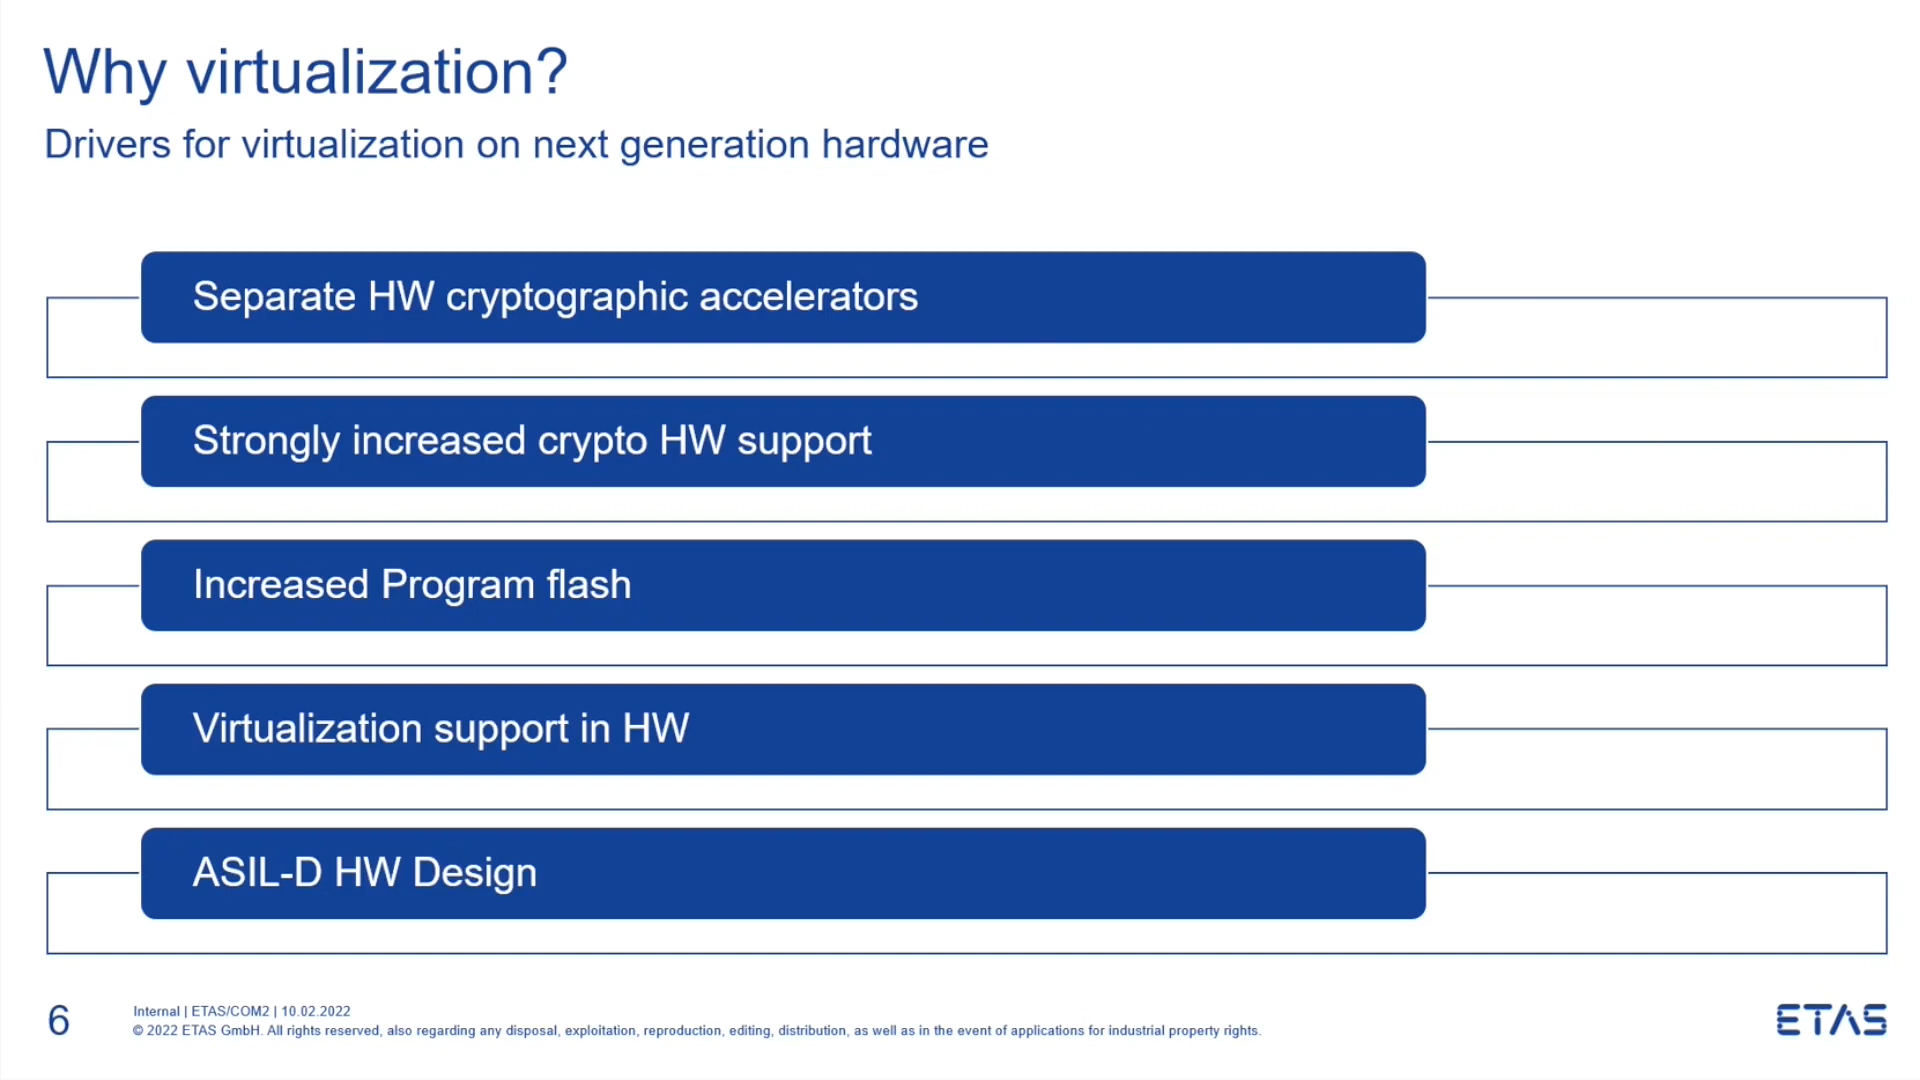 Why virtualization?
Drivers for virtualization on next generation hardware
Separate HW cryptographic accelerators
Strongly increased crypto HW support
Increased Program flash
Virtualization support in HW
ASIL-D HW Design
6
Internal | ETAS/COM2 | 10.02.2022
© 2022 ETAS GmbH. All rights reserved, also regarding any disposal, exploitation, reproduction, editing, distribution, as well as in the event of applications for industrial property rights.
ETAS